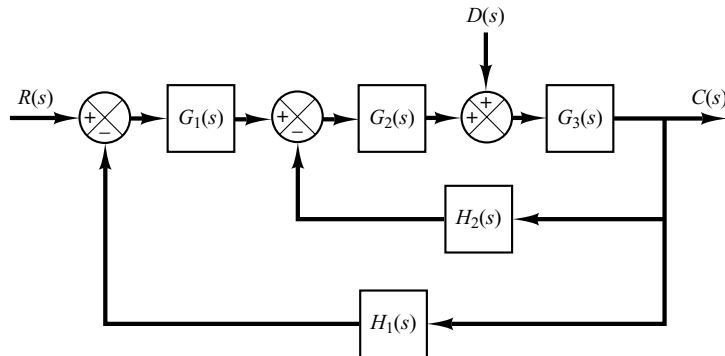 D(s)
R(s)
C(s)
+
−
G1(s)
+
−
G2(s)
+
+
G3(s)
H2(s)
H1(s)